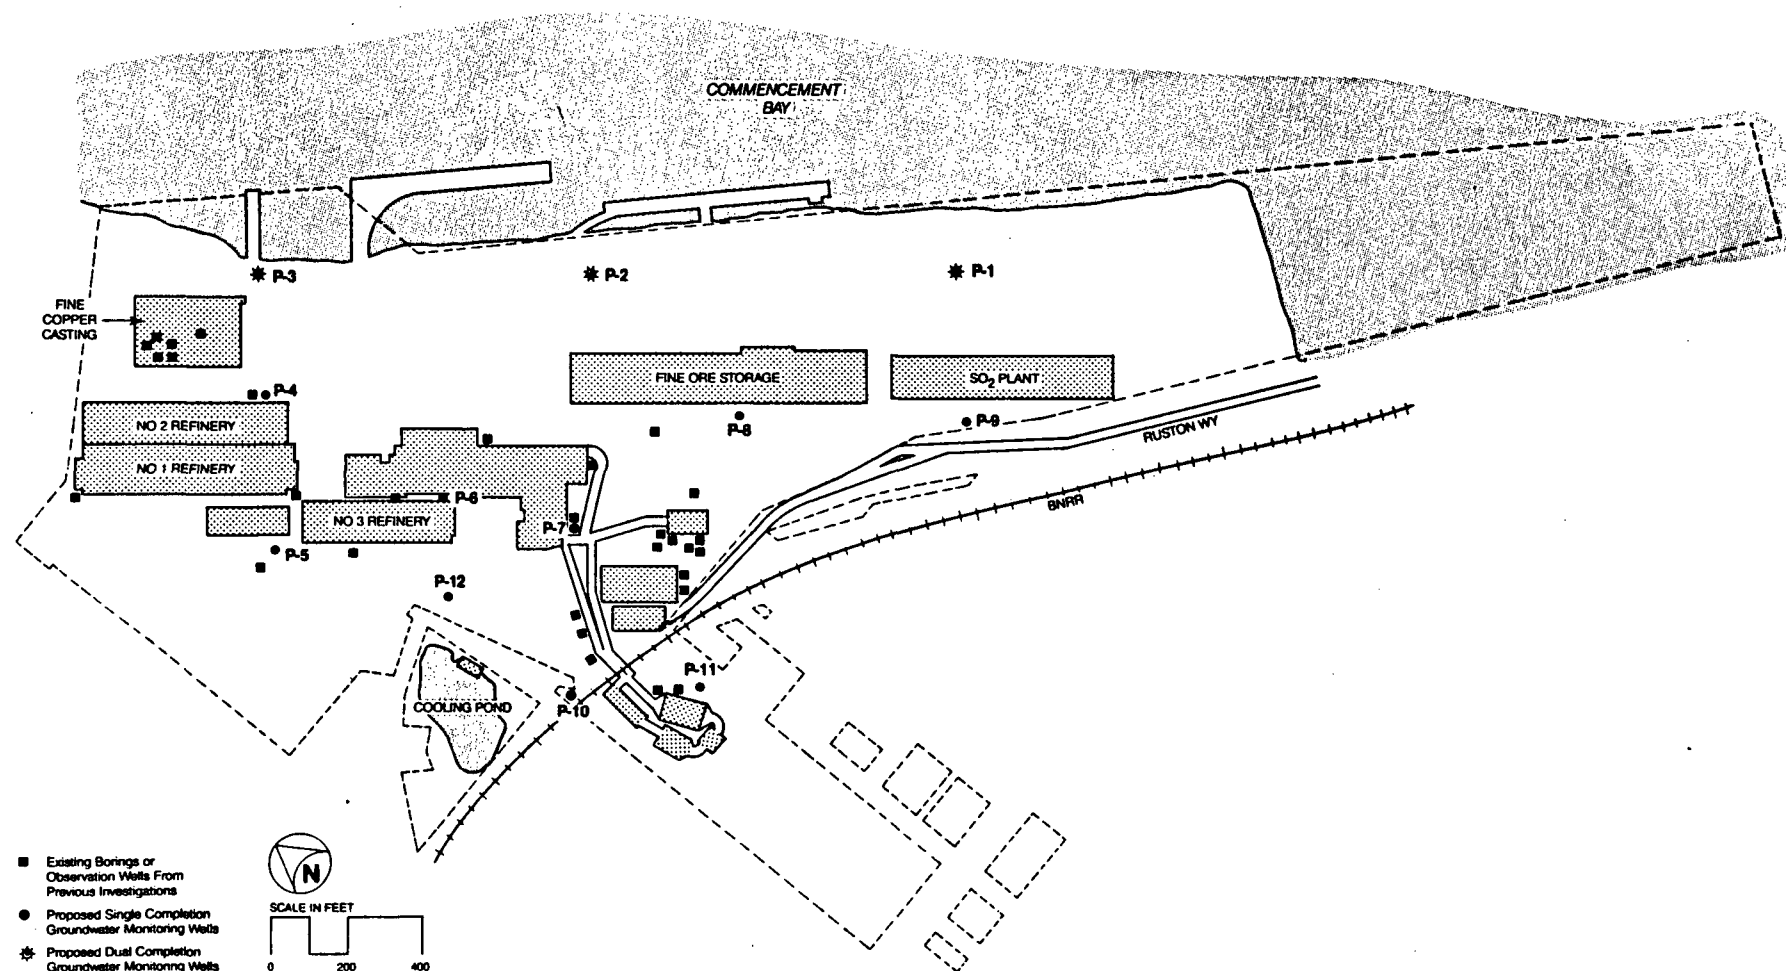 COMMENCEMENT
BAY
P-3
P-2
P-1
FINE
COPPER
CASTING
FINE ORE STORAGE
SO2 PLANT
P-4
NO 2 REFINERY
P-8
P-9
RUSTON WY
NO 1 REFINERY
P-6
BNRR
NO 3 REFINERY
P-7
P-5
P-12
P-11
COOLING POND
P-10
Existing Borings or
Observation Wells From
Previous Investigations
Proposed Single Completion
Groundwater Monitoring Wells
Proposed Dual Completion
Groundwater Monitoring Wells
N
SCALE IN FEET
0 200 400